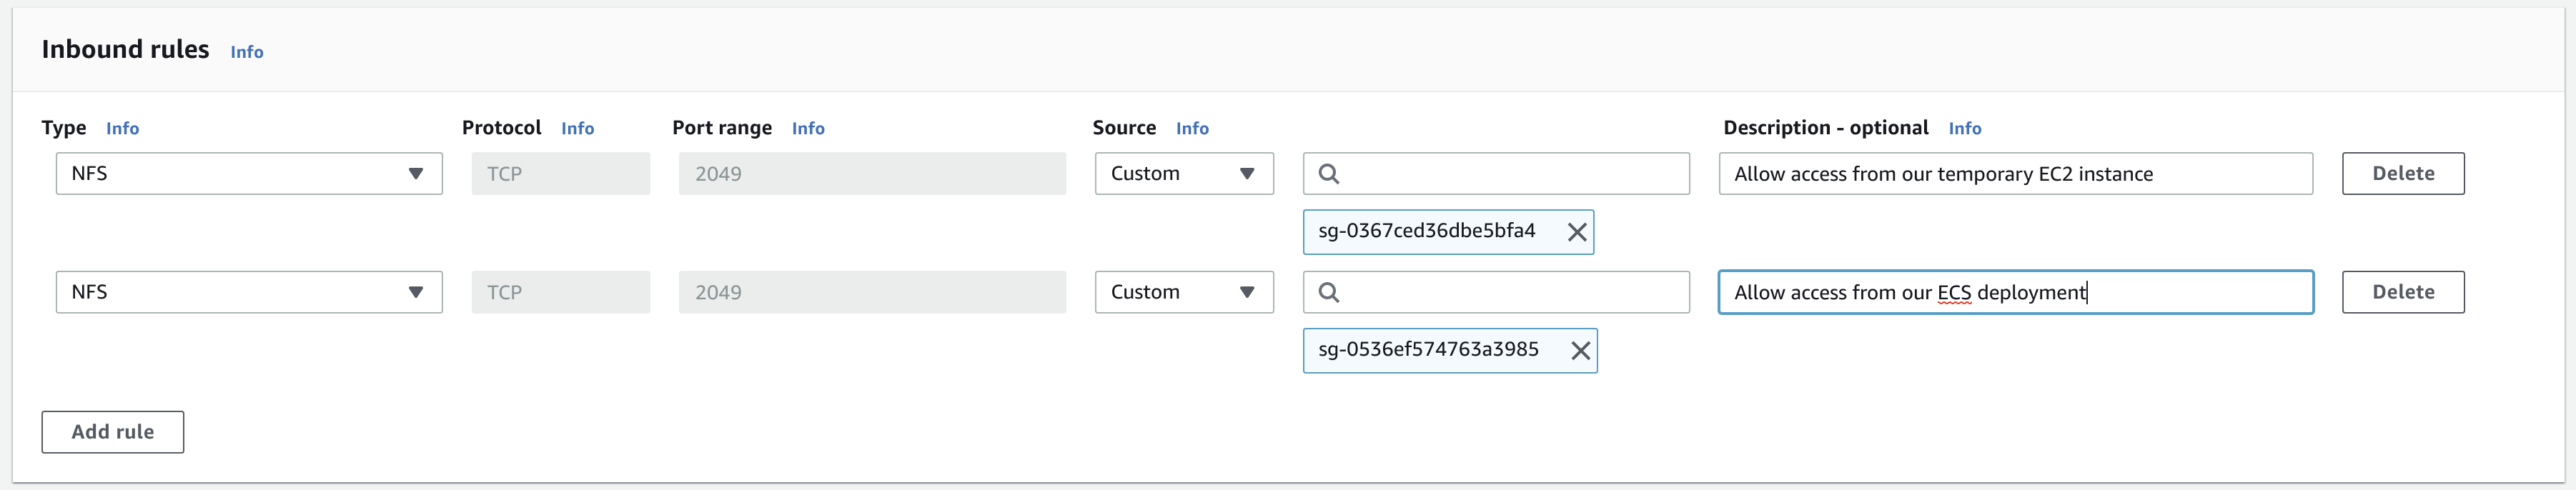 Inbound rules Info
Type Info Protocol Info Port range Info Source Info Description - optional Info
NFS TCP 2049 Custom Allow access from our temporary EC2 instance Delete
sg-0367ced36dbe5bfa4
NFS TCP 2049 Custom Allow access from our ECS deployment Delete
sg-0536ef574763a3985
Add rule